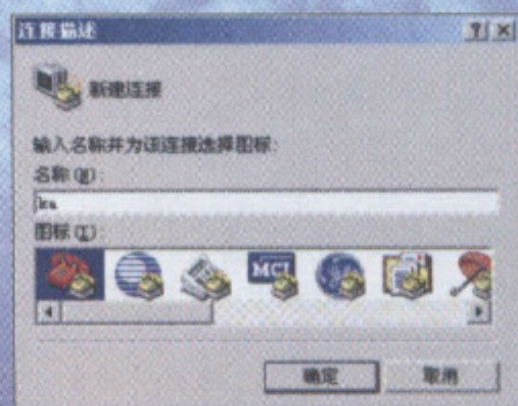 连接描述
新建连接
输入名称并为该连接选择图标:
名称(N):
ka
图标(I):
MCI
确定
取消